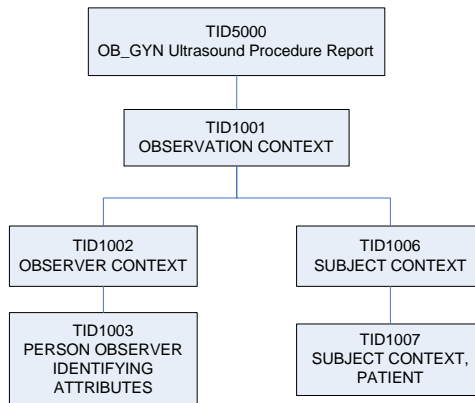 TID5000
OB_GYN Ultrasound Procedure Report
TID1001
OBSERVATION CONTEXT
TID1002
OBSERVER CONTEXT
TID1006
SUBJECT CONTEXT
TID1003
PERSON OBSERVER
IDENTIFYING
ATTRIBUTES
TID1007
SUBJECT CONTEXT,
PATIENT